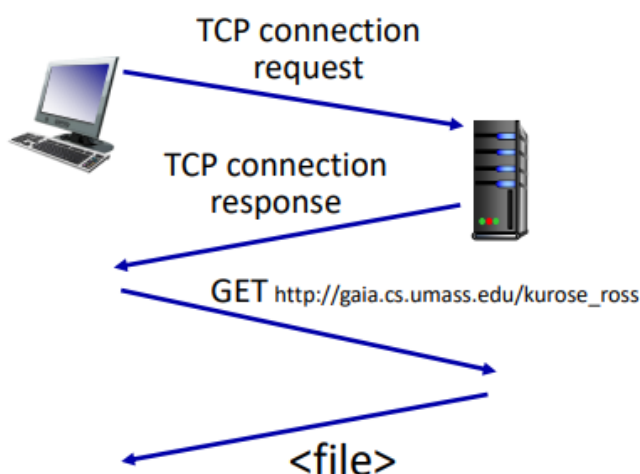 TCP connection
request
TCP connection
response
GET http://gaia.cs.umass.edu/kurose_ross
<file>